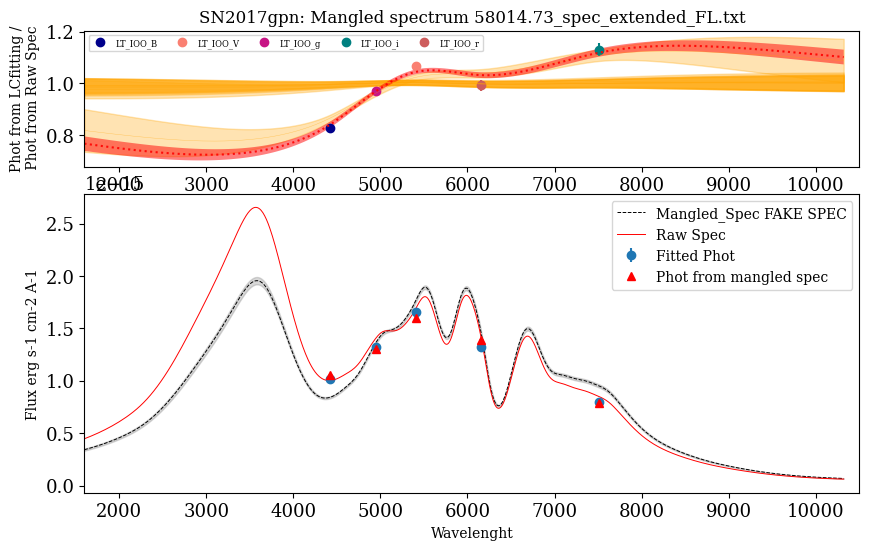 SN2017gpn: Mangled spectrum 58014.73_spec_extended_FL.txt
Phot from LCfitting /
Phot from Raw Spec
1.2
1.0
0.8
LT_IOO_B LT_IOO_V LT_IOO_g LT_IOO_i LT_IOO_r
2000 3000 4000 5000 6000 7000 8000 9000 10000
1e−15
Flux erg s-1 cm-2 A-1
2.5
2.0
1.5
1.0
0.5
0.0
Mangled_Spec FAKE SPEC
Raw Spec
Fitted Phot
Phot from mangled spec
2000 3000 4000 5000 6000 7000 8000 9000 10000
Wavelenght